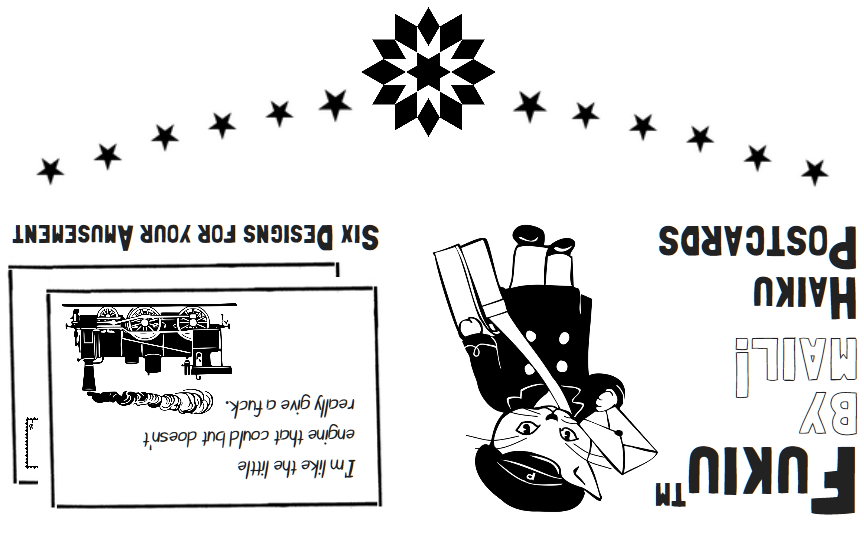 FUKIU™
BY
MAIL!
HAIKU
POSTCARDS
P
I'm like the little
engine that could but doesn't
really give a fuck.
SIX DESIGNS FOR YOUR AMUSEMENT